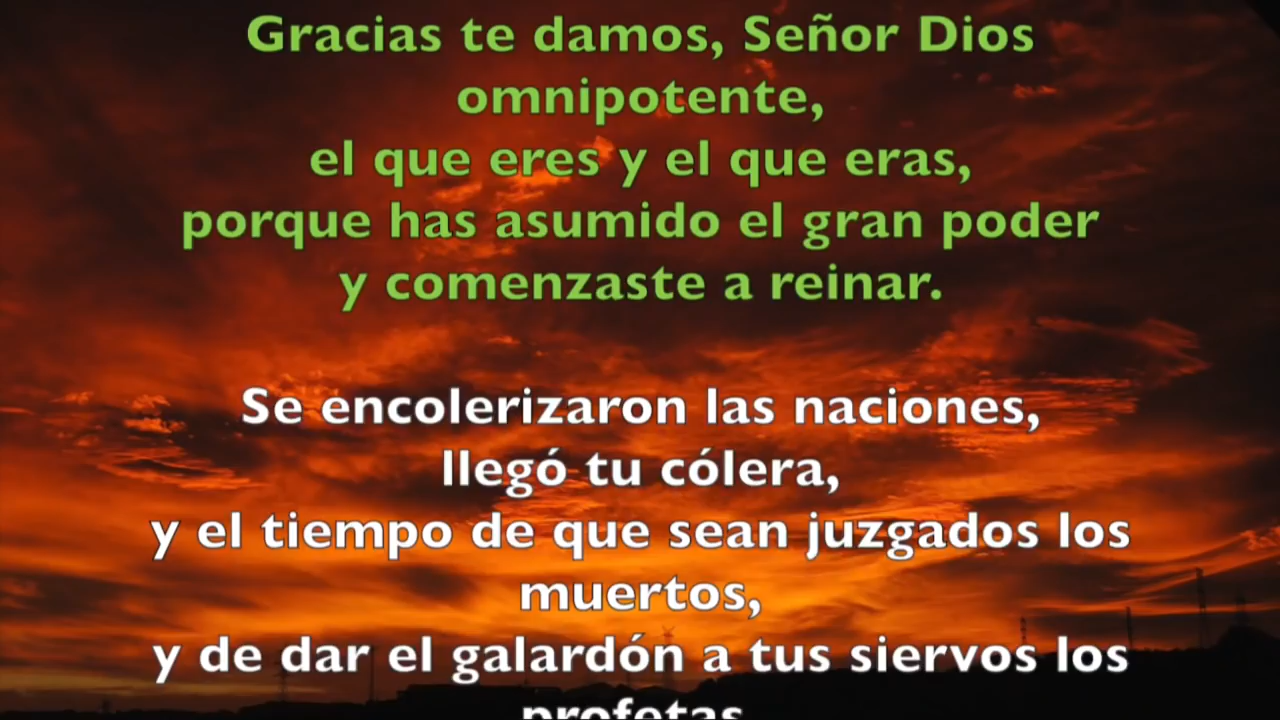 Gracias te damos, Señor Dios
omnipotente,
el que eres y el que eras,
porque has asumido el gran poder
y comenzaste a reinar.
Se encolerizaron las naciones,
llegó tu cólera,
y el tiempo de que sean juzgados los
muertos,
y de dar el galardón a tus siervos los
profetas